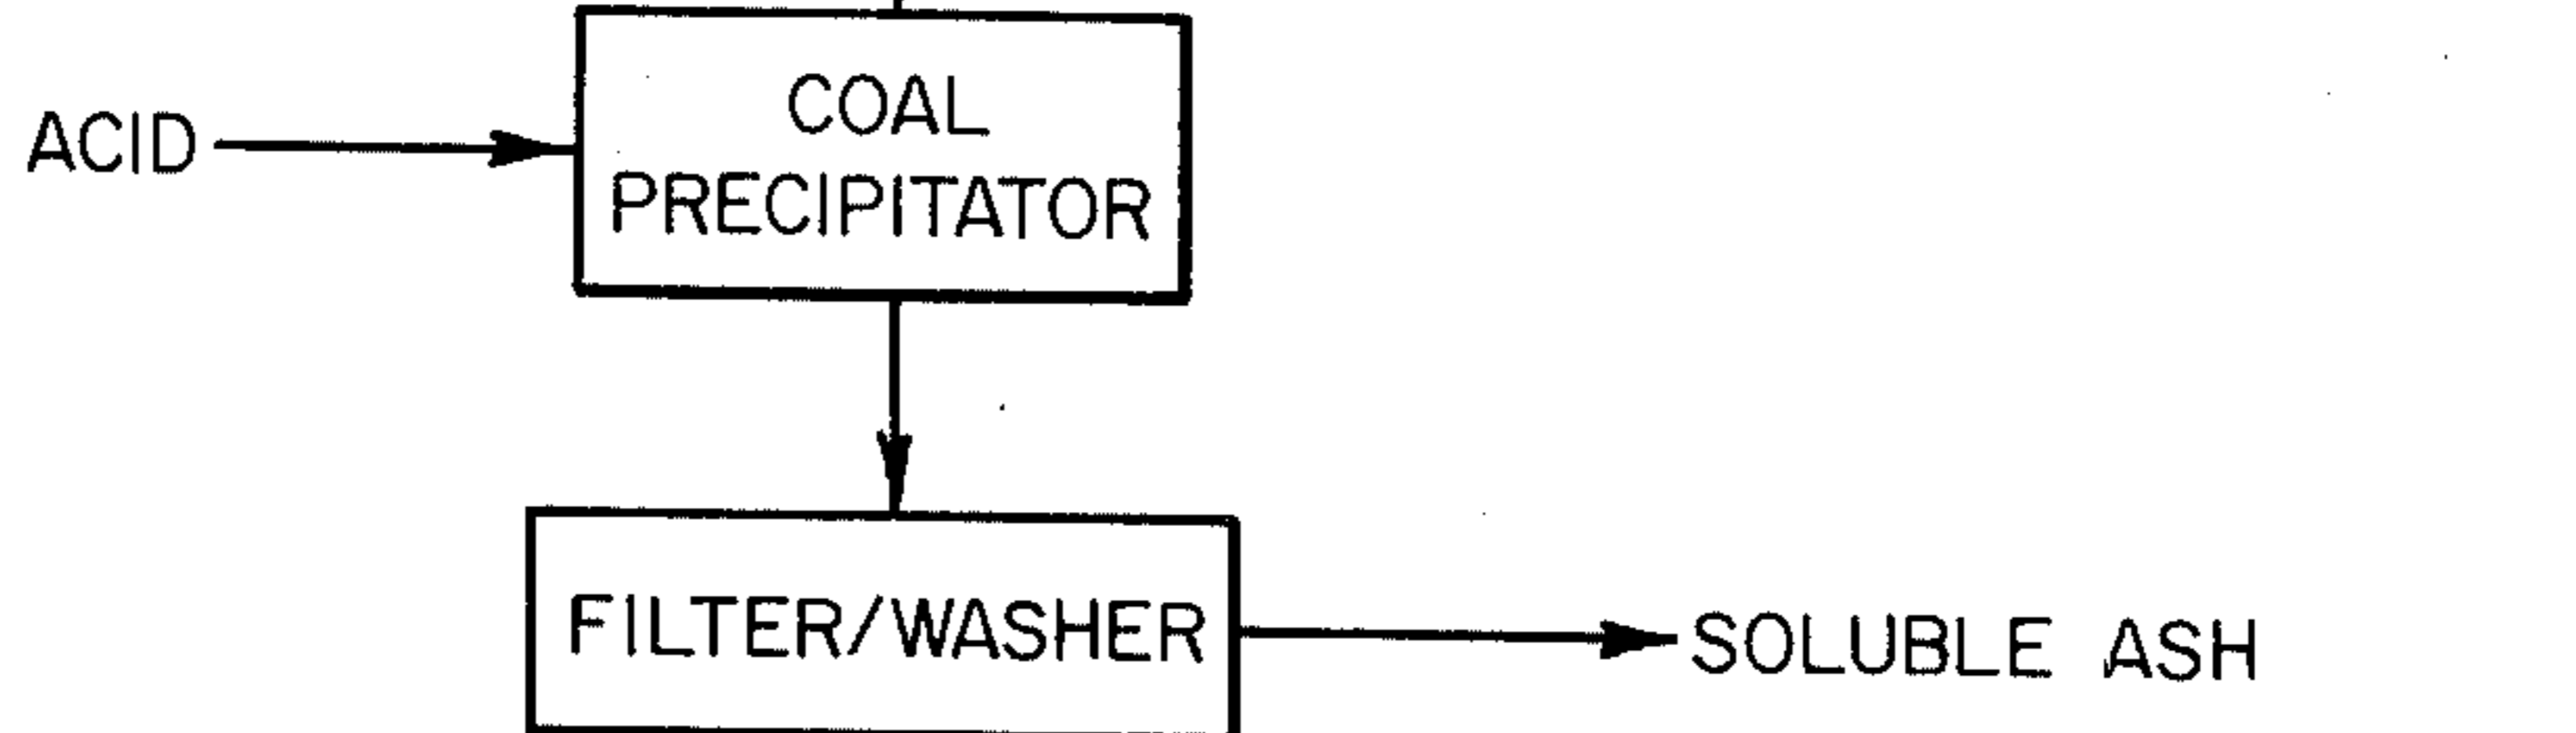 COAL
ACID
PRECIPITATOR
FILTER/WASHER
SOLUBLE ASH